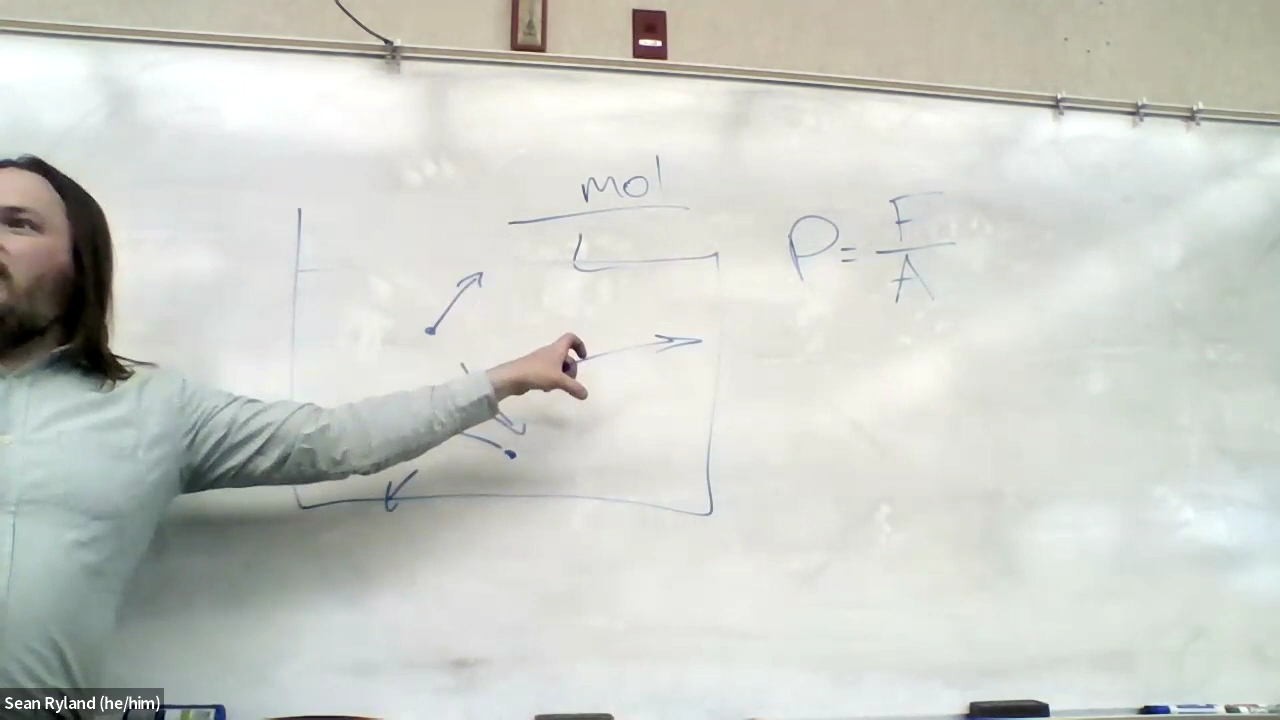 mol
L
P = F
A
Sean Ryland (he/him)